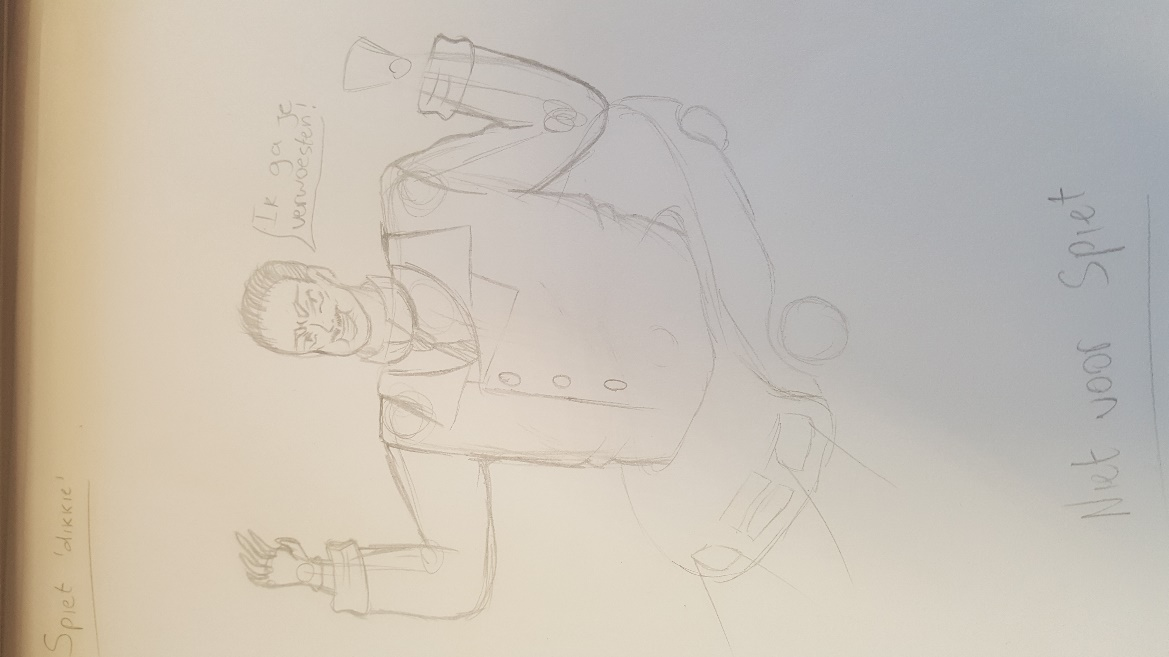 Spiet 'dikkie'
Ik ga je
verwoesten!
Niet voor Spiet